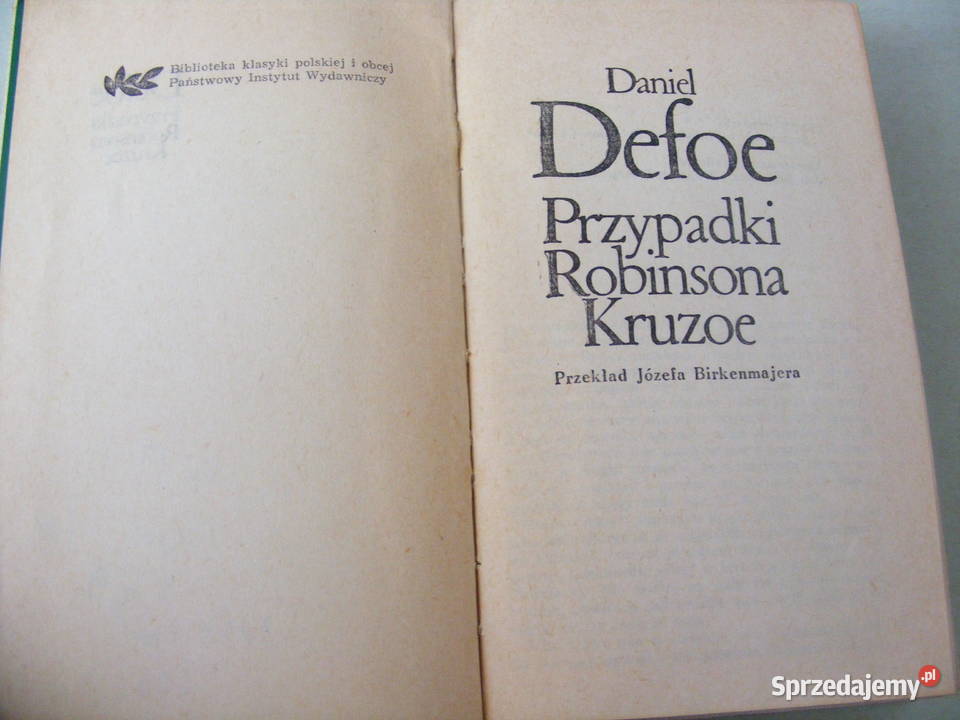 Biblioteka klasyki polskiej i obcej
Państwowy Instytut Wydawniczy
Daniel
Defoe
Przypadki
Robinsona
Kruzoe
Przekład Józefa Birkenmajera
Sprzedajemy.pl